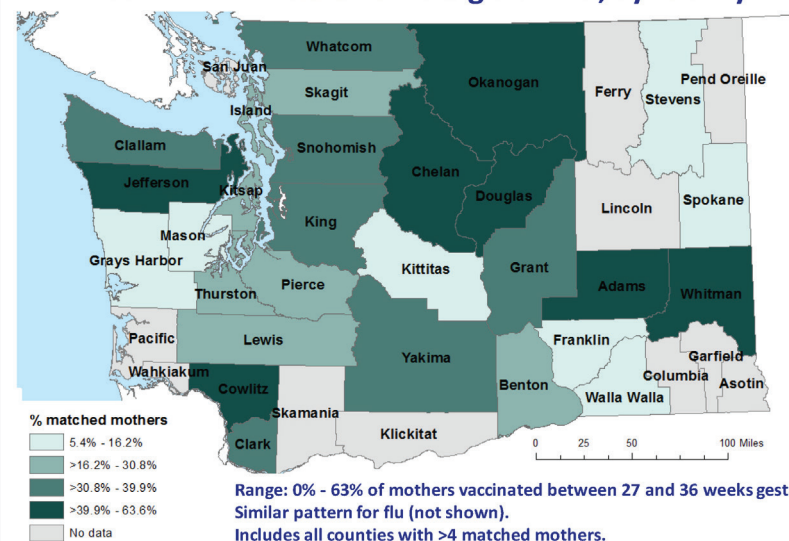 Whatcom
San Juan
Skagit
Island
Okanogan
Ferry
Stevens
Pend Oreille
Clallam
Snohomish
Chelan
Douglas
Jefferson
Kitsap
King
Lincoln
Spokane
Mason
Grays Harbor
Kittitas
Grant
Adams
Whitman
Thurston
Pierce
Pacific
Lewis
Yakima
Franklin
Garfield
Wahkiakum
Cowlitz
Benton
Walla Walla
Columbia
Asotin
Skamania
Clark
Klickitat
% matched mothers
5.4% - 16.2%
>16.2% - 30.8%
>30.8% - 39.9%
>39.9% - 63.6%
No data
0 25 50 100 Miles
Range: 0% - 63% of mothers vaccinated between 27 and 36 weeks gest
Similar pattern for flu (not shown).
Includes all counties with >4 matched mothers.